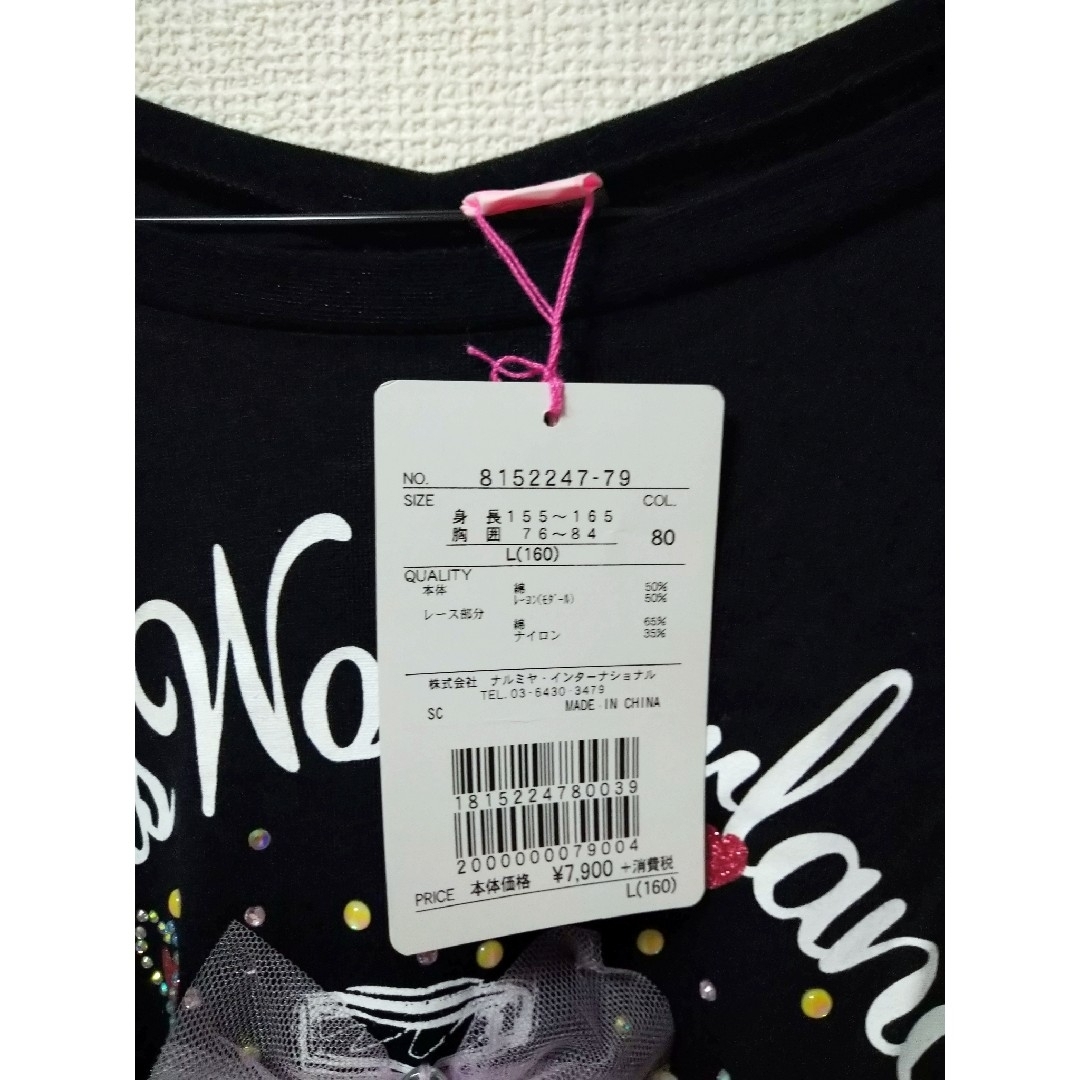 NO. 8152247-79
SIZE COL.
身 長 155～165
胸 囲 76～84 80
L(160)
QUALITY
本体 綿 50%
ﾚｰﾖﾝ(ﾓﾀﾞｰﾙ) 50%
レース部分
綿 65%
ナイロン 35%
株式会社 ナルミヤ・インターナショナル
TEL.03-6430-3479
SC MADE IN CHINA
1815224780039
2000000079004
PRICE 本体価格 ¥7,900 +消費税
L(160)